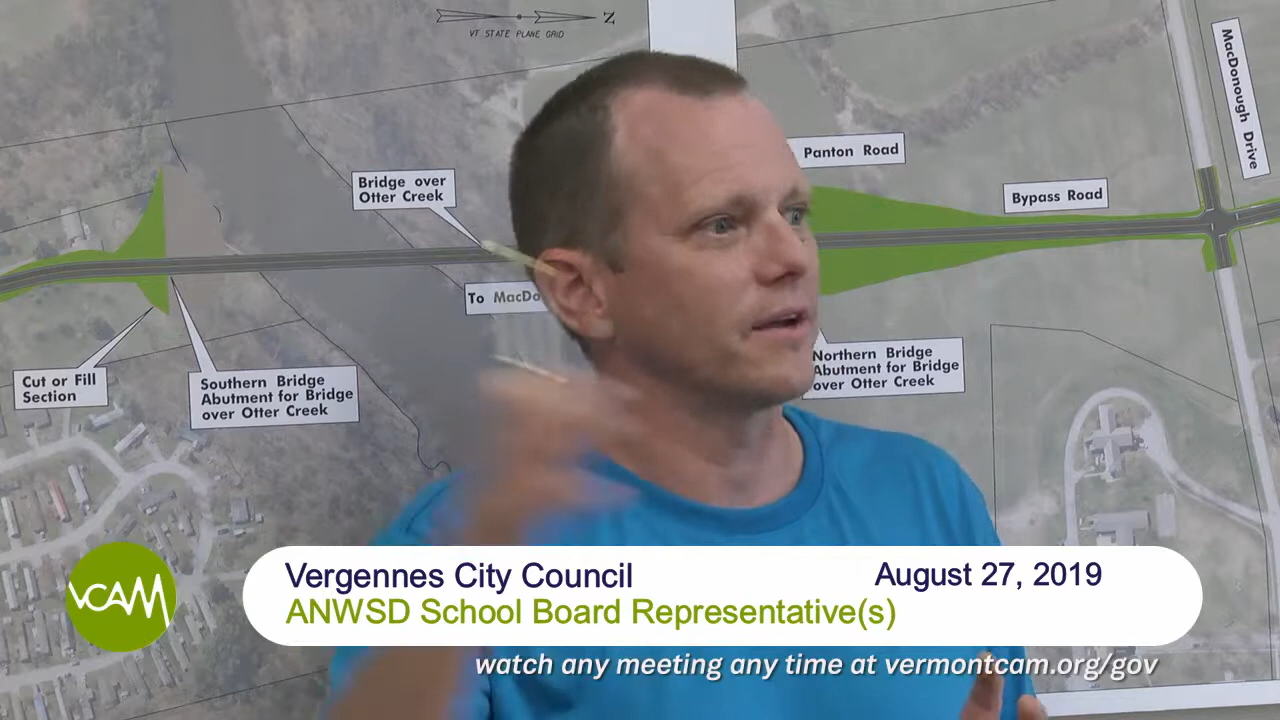 N
VT STATE PLANE GRID
MacDonough Drive
Panton Road
Bridge over
Otter Creek
Bypass Road
To MacDo
Northern Bridge
Abutment for Bridge
over Otter Creek
Cut or Fill
Section
Southern Bridge
Abutment for Bridge
over Otter Creek
VCAM
Vergennes City Council
August 27, 2019
ANWSD School Board Representative(s)
watch any meeting any time at vermontcam.org/gov